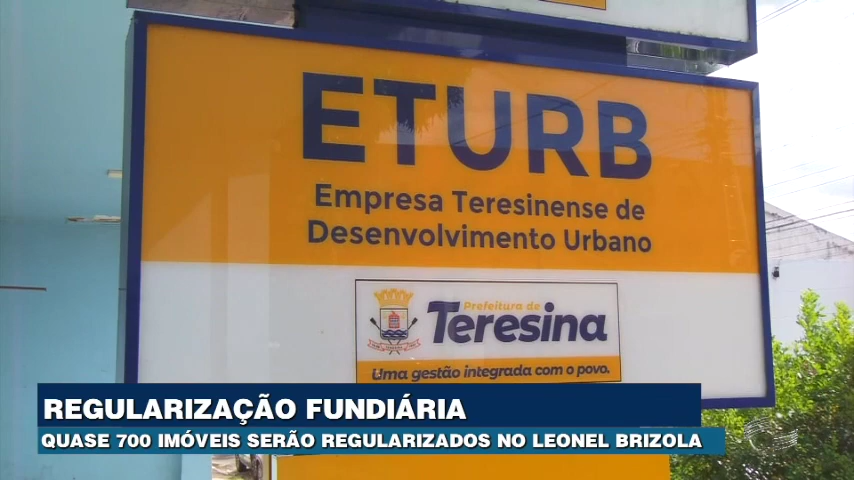 ETURB
Empresa Teresinense de
Desenvolvimento Urbano
Prefeitura de
Teresina
Uma gestão integrada com o povo.
REGULARIZAÇÃO FUNDIÁRIA
QUASE 700 IMÓVEIS SERÃO REGULARIZADOS NO LEONEL BRIZOLA